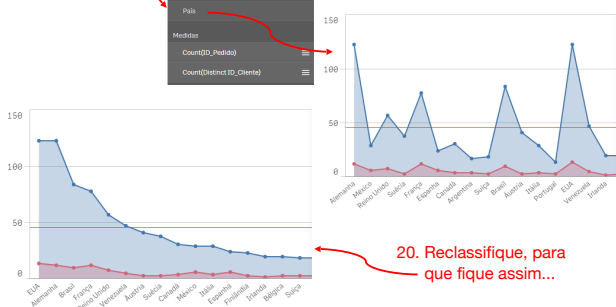 País
Medidas
Count(ID_Pedido)
Count(Distinct ID_Cliente)
150
100
50
0
Alemanha
México
Reino Unido
Suécia
França
Espanha
Canadá
Argentina
Suíça
Brasil
Áustria
Itália
Portugal
EUA
Venezuela
Irlanda
150
100
50
0
EUA
Alemanha
Brasil
França
Reino Unido
Venezuela
Áustria
Suécia
Canadá
México
Itália
Espanha
Finlândia
Irlanda
Bélgica
Suíça
20. Reclassifique, para
que fique assim...